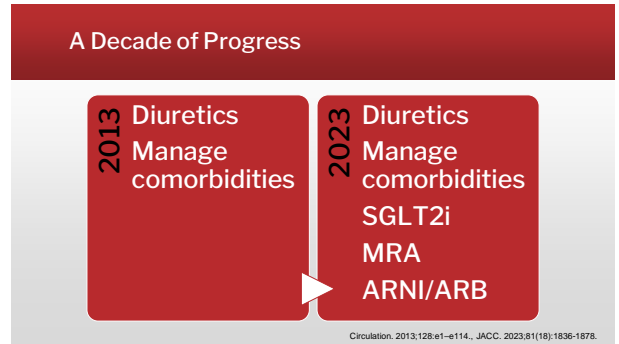 A Decade of Progress
2013
Diuretics
Manage
comorbidities
2023
Diuretics
Manage
comorbidities
SGLT2i
MRA
ARNI/ARB
Circulation. 2013;128:e1–e114., JACC. 2023;81(18):1836-1878.